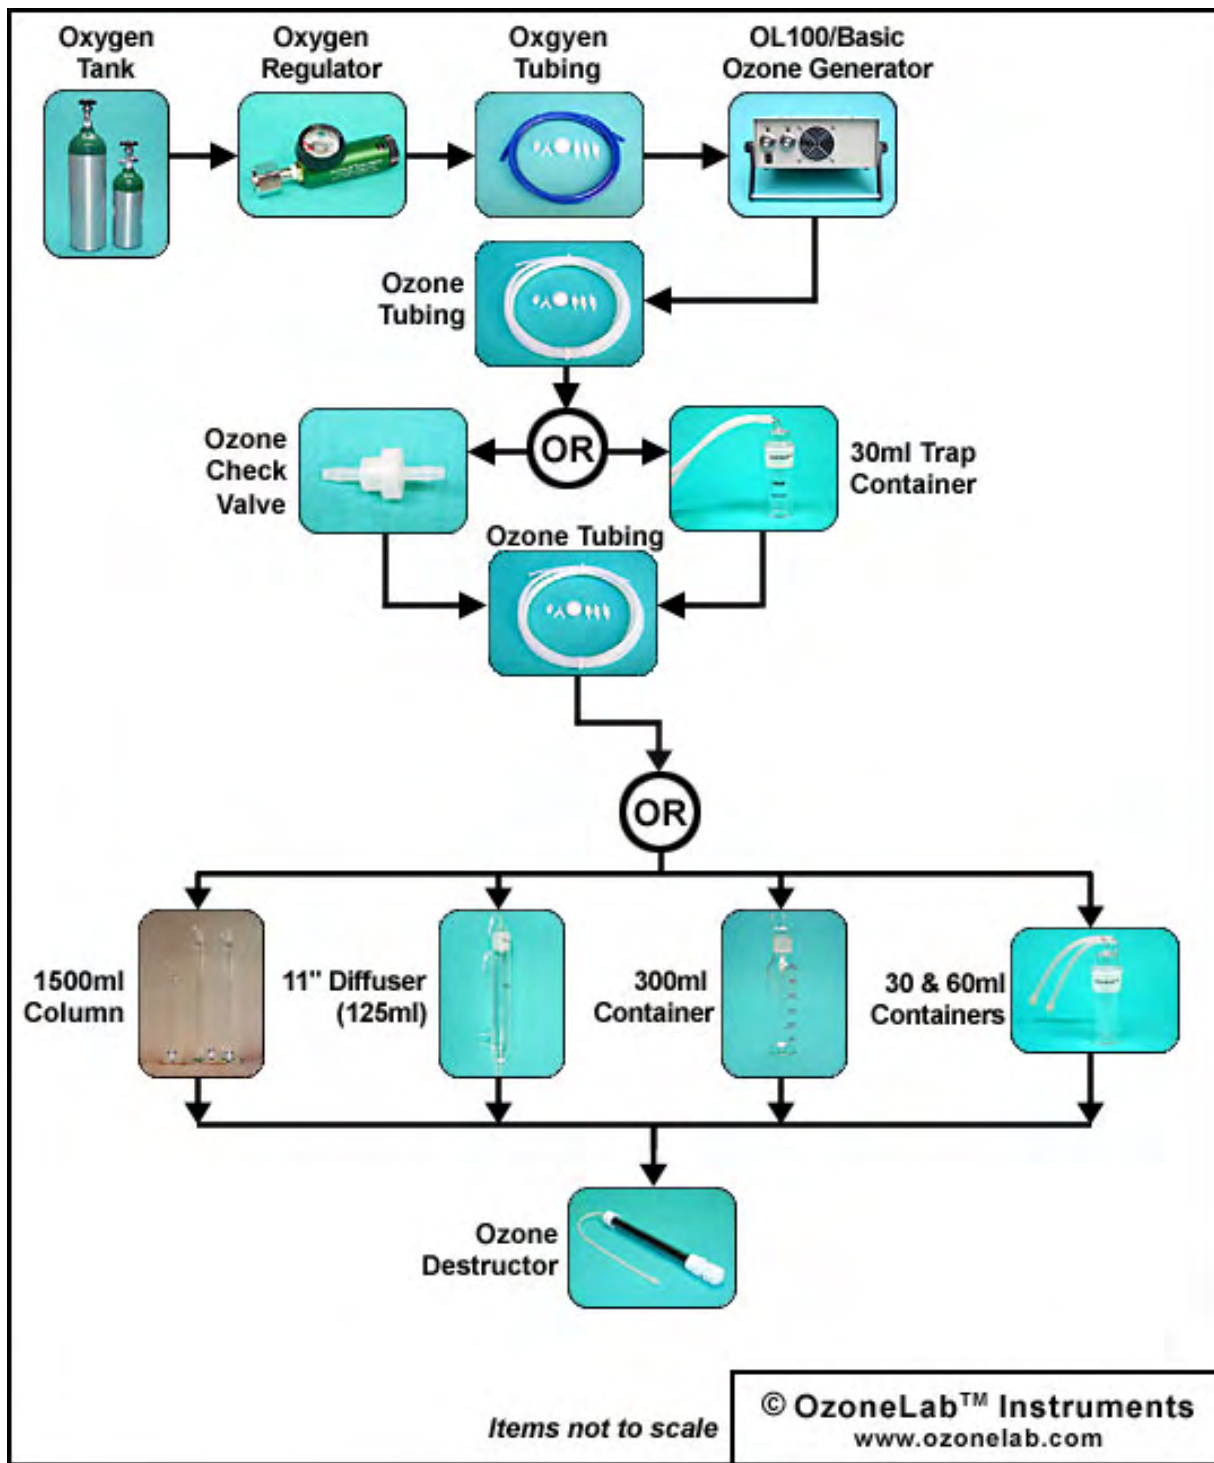 Oxygen
Tank
Oxygen
Regulator
Oxgyen
Tubing
OL100/Basic
Ozone Generator
Ozone
Tubing
OR
Ozone
Check
Valve
30ml Trap
Container
Ozone Tubing
OR
1500ml
Column
11" Diffuser
(125ml)
300ml
Container
30 & 60ml
Containers
Ozone
Destructor
Items not to scale
© OzoneLab™ Instruments
www.ozonelab.com